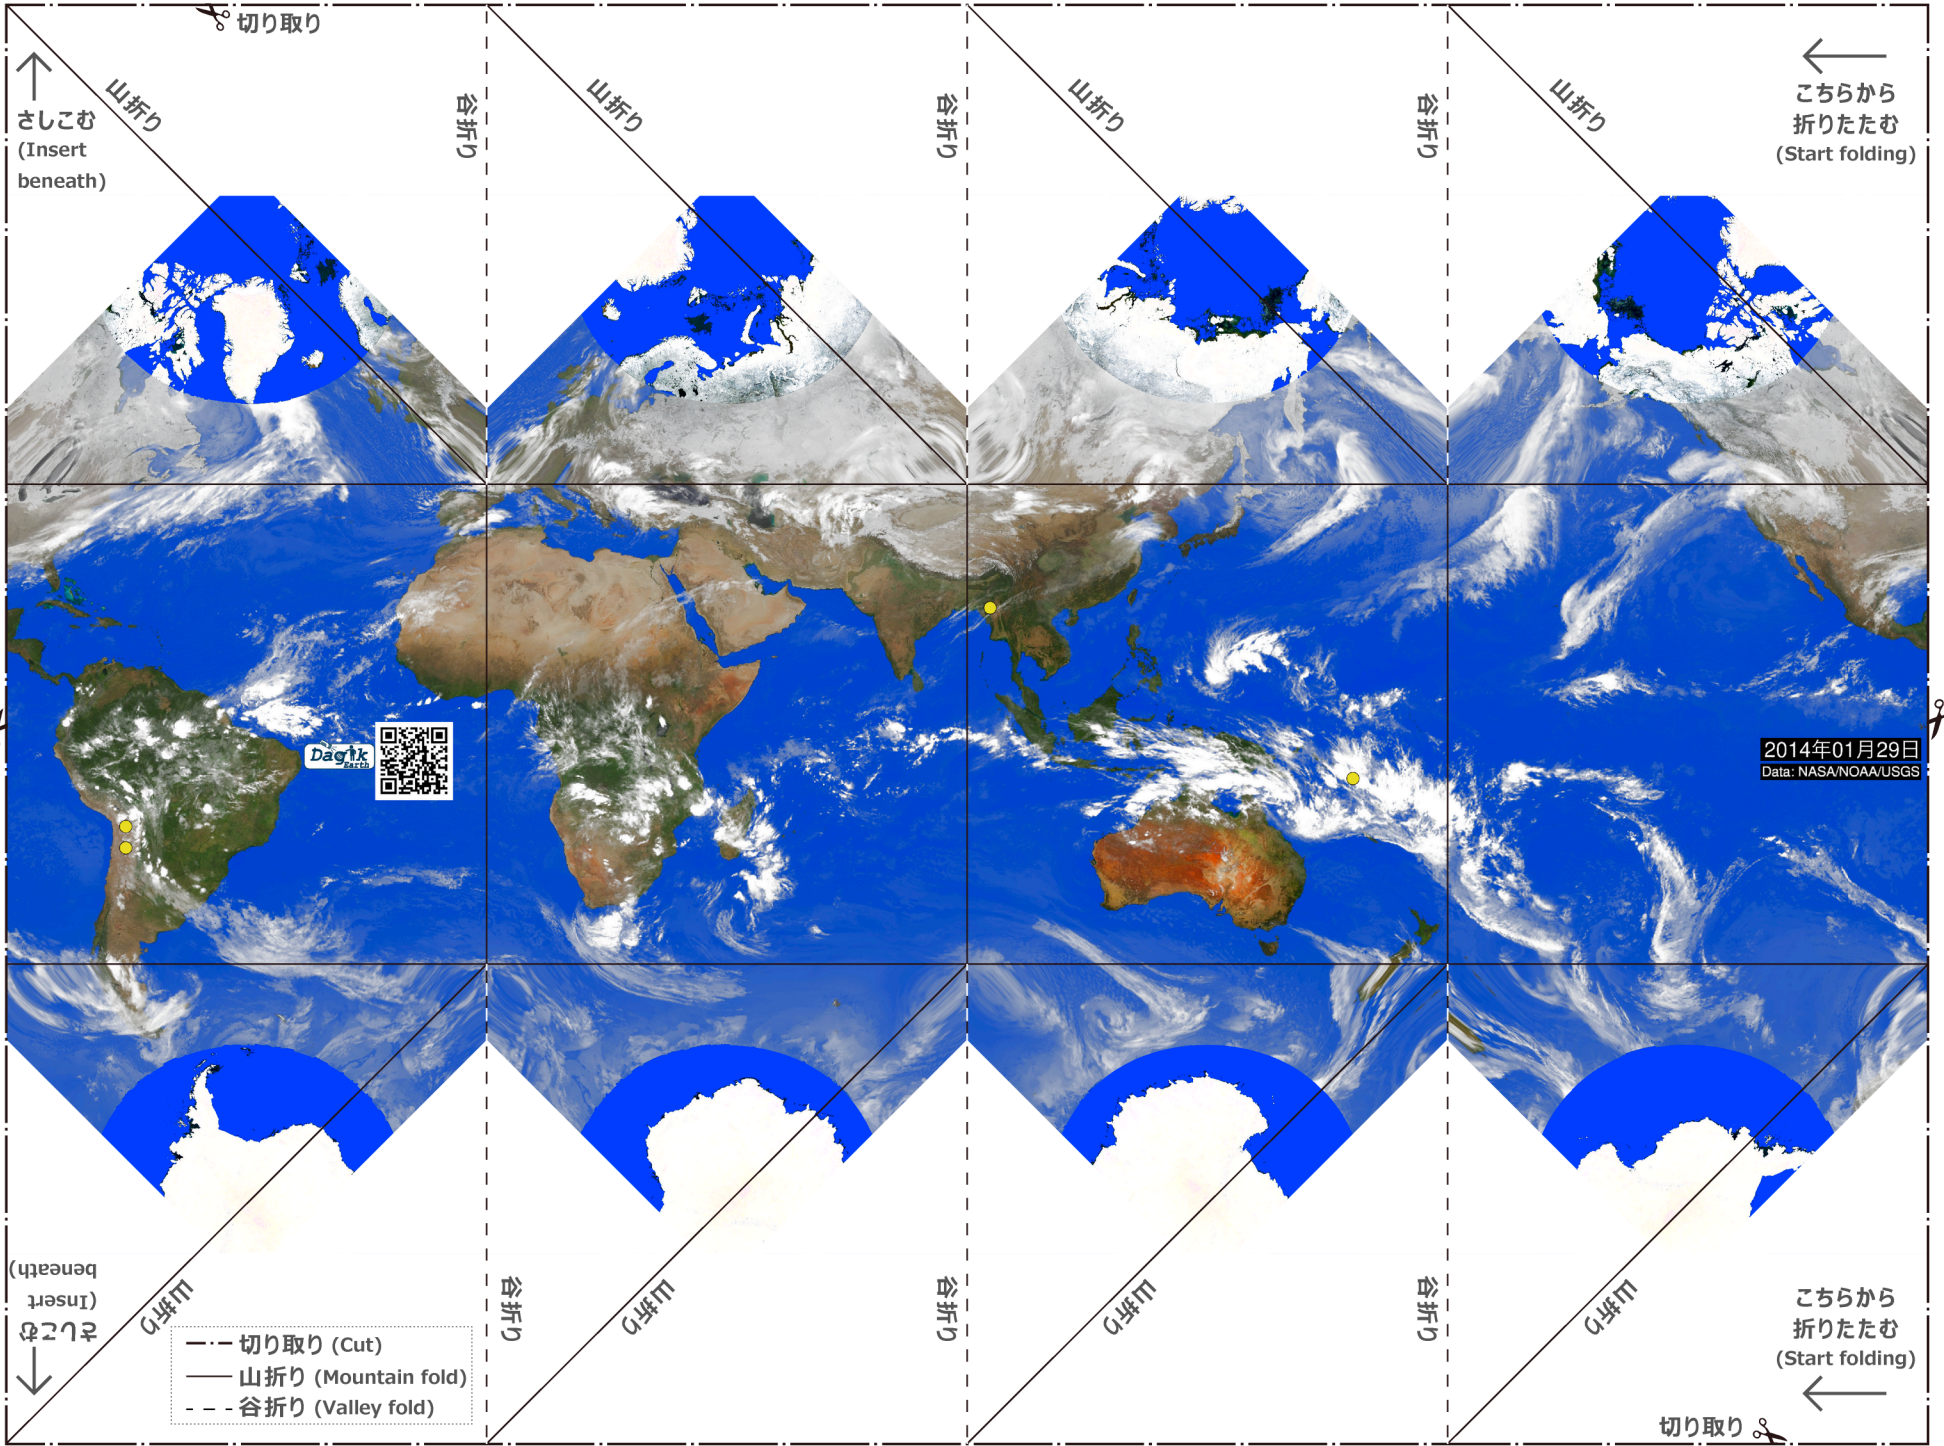 切り取り
山折り
谷折り
山折り
谷折り
山折り
谷折り
山折り
さしこむ
(Insert
beneath)
こちらから
折りたたむ
(Start folding)
Dagik
Earth
2014年01月29日
Data: NASA/NOAA/USGS
さしこむ
(Insert
beneath)
山折り
谷折り
山折り
谷折り
山折り
谷折り
山折り
切り取り (Cut)
山折り (Mountain fold)
谷折り (Valley fold)
こちらから
折りたたむ
(Start folding)
切り取り